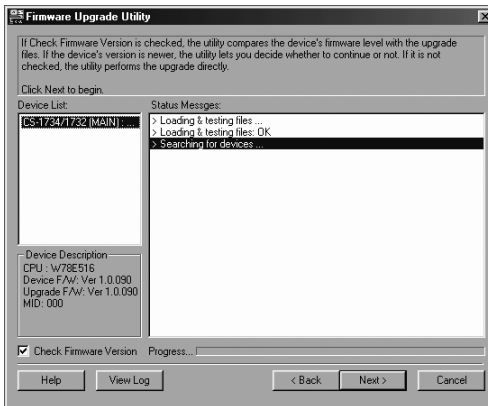 Firmware Upgrade Utility
If Check Firmware Version is checked, the utility compares the device's firmware level with the upgrade
files. If the device's version is newer, the utility lets you decide whether to continue or not. If it is not
checked, the utility performs the upgrade directly.
Click Next to begin.
Device List:
Status Messges:
CS-1734/1732 (MAIN) : ...
> Loading & testing files ...
> Loading & testing files: OK
> Searching for devices ...
Device Description
CPU : W78E516
Device F/W: Ver 1.0.090
Upgrade F/W: Ver 1.0.090
MID: 000
Check Firmware Version
Progress...
Help
View Log
< Back
Next >
Cancel